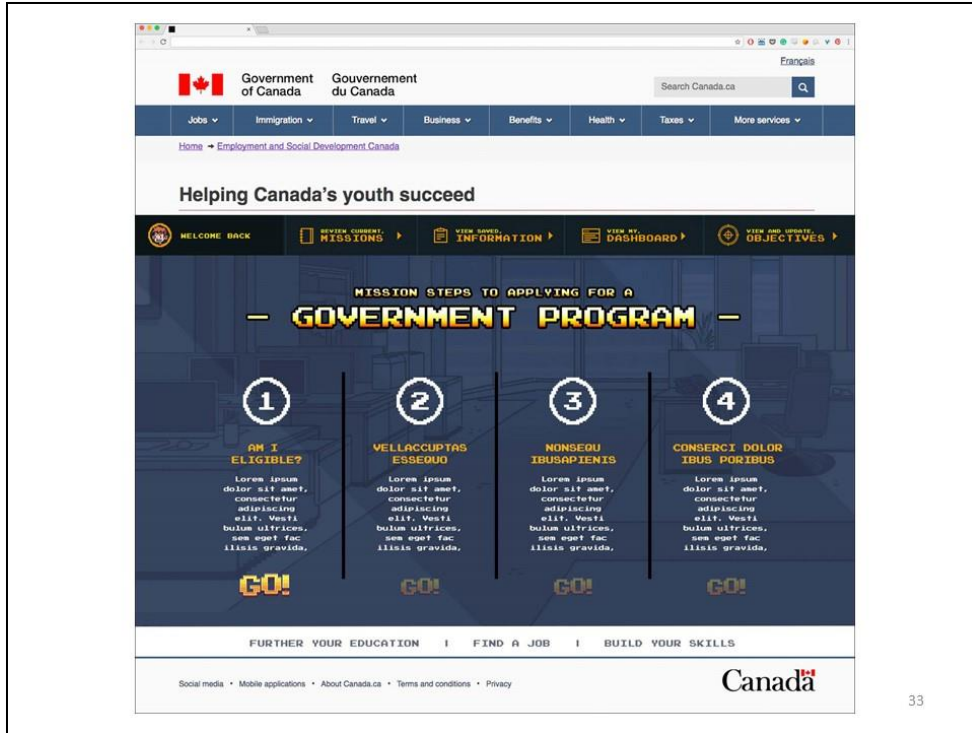 Français
Government of Canada
Gouvernement du Canada
Search Canada.ca
Jobs
Immigration
Travel
Business
Benefits
Health
Taxes
More services
Home → Employment and Social Development Canada
Helping Canada's youth succeed
WELCOME BACK
REVIEW CURRENT,
MISSIONS
VIEW SAVED,
INFORMATION
VIEW MY,
DASHBOARD
VIEW AND UPDATE,
OBJECTIVES
MISSION STEPS TO APPLYING FOR A
— GOVERNMENT PROGRAM —
1
AM I
ELIGIBLE?
Lorem ipsum
dolor sit amet,
consectetur
adipiscing
elit. Vesti
bulum ultrices,
sem eget fac
ilisis gravida,
GO!
2
VELLACCUPTAS
ESSEQUO
Lorem ipsum
dolor sit amet,
consectetur
adipiscing
elit. Vesti
bulum ultrices,
sem eget fac
ilisis gravida,
GO!
3
NONSEQU
IBUSAPIENIS
Lorem ipsum
dolor sit amet,
consectetur
adipiscing
elit. Vesti
bulum ultrices,
sem eget fac
ilisis gravida,
GO!
4
CONSERCI DOLOR
IBUS PORIBUS
Lorem ipsum
dolor sit amet,
consectetur
adipiscing
elit. Vesti
bulum ultrices,
sem eget fac
ilisis gravida,
GO!
FURTHER YOUR EDUCATION | FIND A JOB | BUILD YOUR SKILLS
Social media • Mobile applications • About Canada.ca • Terms and conditions • Privacy
Canada
33